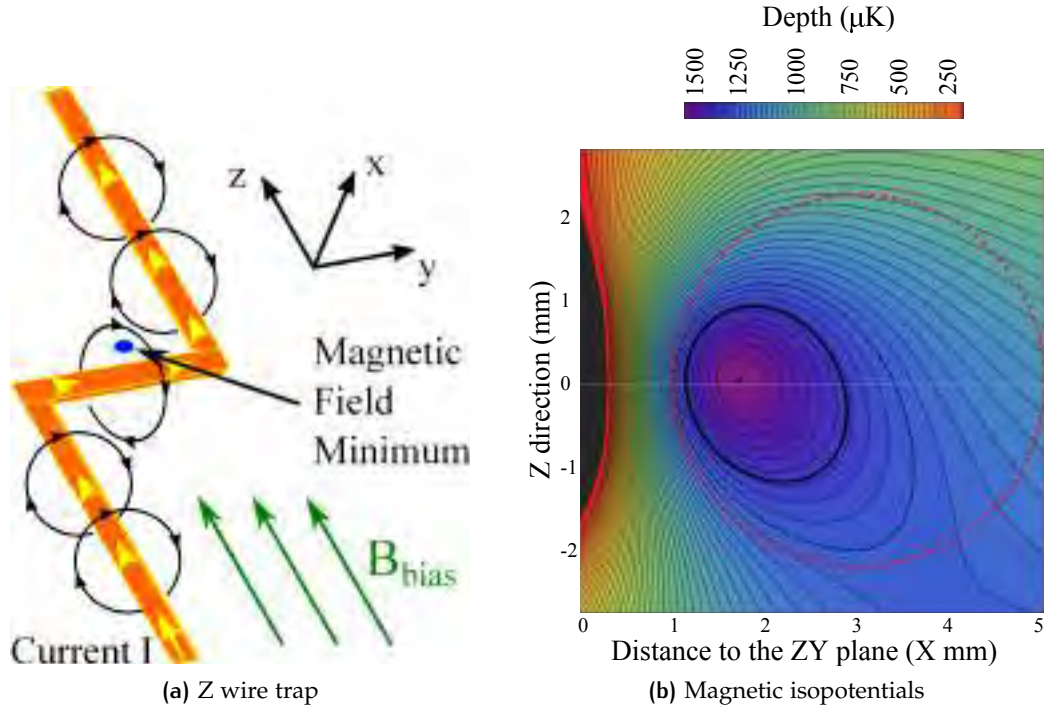 z
x
y
Magnetic
Field
Minimum
B_bias
Current I
(a) Z wire trap
Depth (µK)
1500 1250 1000 750 500 250
Z direction (mm)
2
1
0
-1
-2
0 1 2 3 4 5
Distance to the ZY plane (X mm)
(b) Magnetic isopotentials